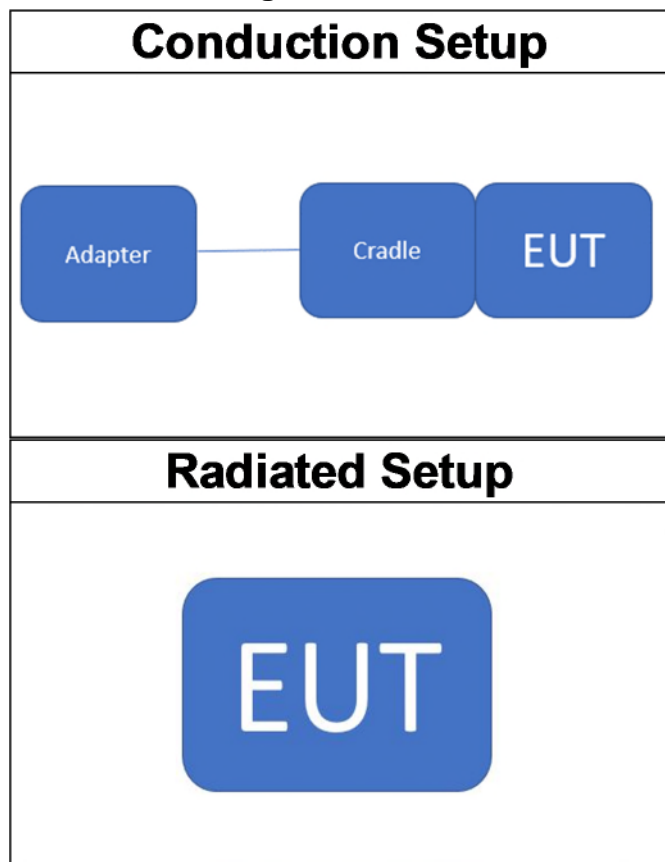 Conduction Setup
Adapter
Cradle
EUT
Radiated Setup
EUT